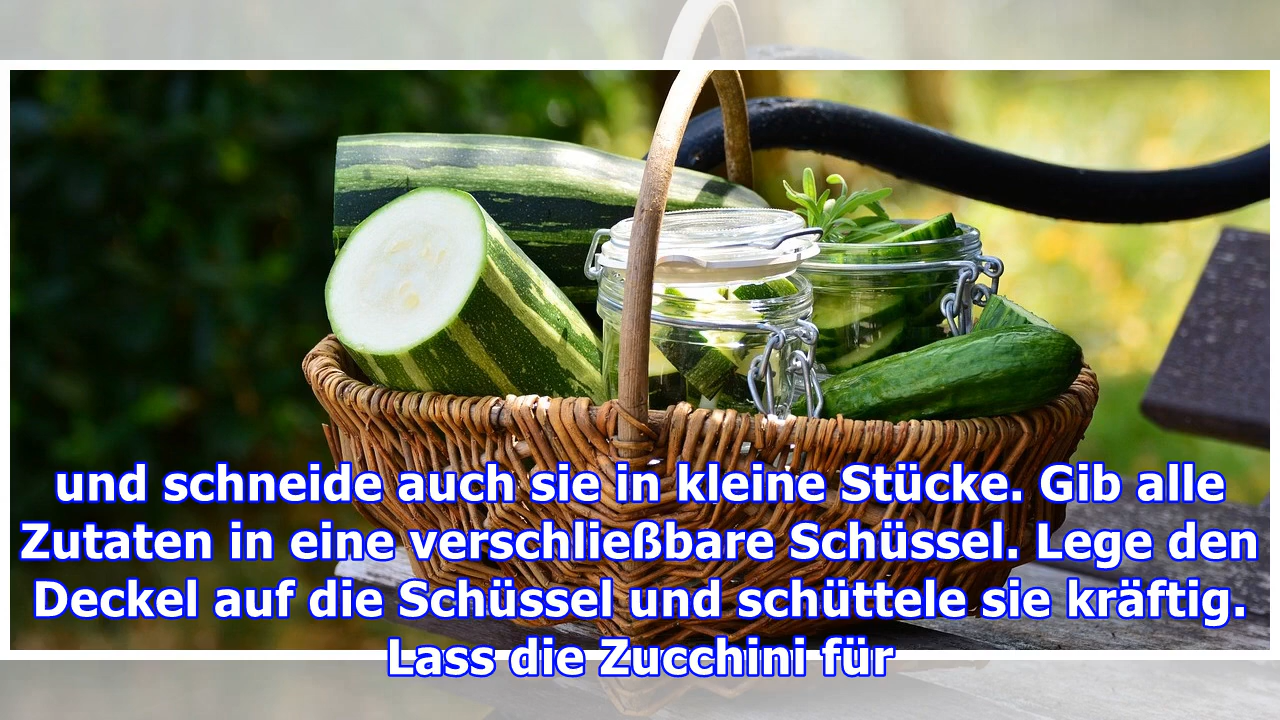 und schneide auch sie in kleine Stücke. Gib alle
Zutaten in eine verschließbare Schüssel. Lege den
Deckel auf die Schüssel und schüttele sie kräftig.
Lass die Zucchini für